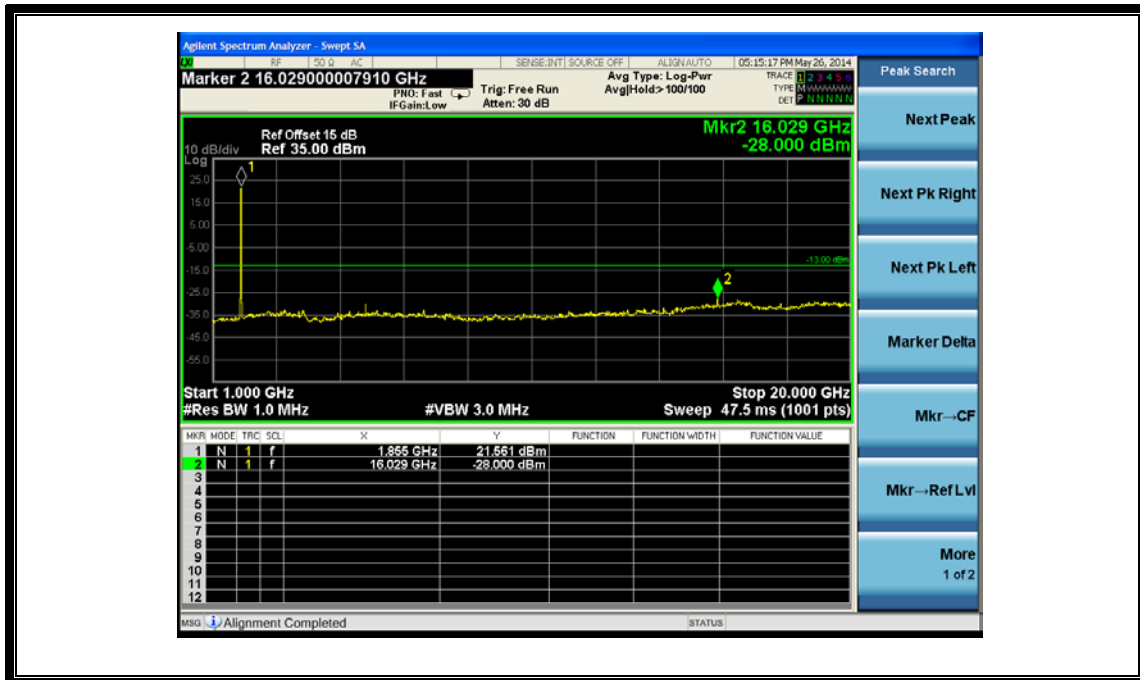 Agilent Spectrum Analyzer - Swept SA
RF 50 Ω AC SENSE:INT SOURCE OFF ALIGNAUTO 05:15:17 PM May 26, 2014
Marker 2 16.029000007910 GHz
PNO: Fast
IFGain:Low
Trig: Free Run
Atten: 30 dB
Avg Type: Log-Pwr
Avg|Hold:> 100/100
TRACE 1 2 3 4 5 6
TYPE MWWWWW
DET P N N N N N
Peak Search
Next Peak
Next Pk Right
Next Pk Left
Marker Delta
Mkr→CF
Mkr→Ref Lvl
More
1 of 2
Mkr2 16.029 GHz
-28.000 dBm
Ref Offset 15 dB
10 dB/div Ref 35.00 dBm
Log
25.0
15.0
5.00
-5.00
-15.0
-25.0
-35.0
-45.0
-55.0
1
-13.00 dBm
2
Start 1.000 GHz Stop 20.000 GHz
#Res BW 1.0 MHz #VBW 3.0 MHz Sweep 47.5 ms (1001 pts)
MKR MODE TRC SCL X Y FUNCTION FUNCTION WIDTH FUNCTION VALUE
1 N 1 f 1.855 GHz 21.561 dBm
2 N 1 f 16.029 GHz -28.000 dBm
3
4
5
6
7
8
9
10
11
12
MSG Alignment Completed STATUS